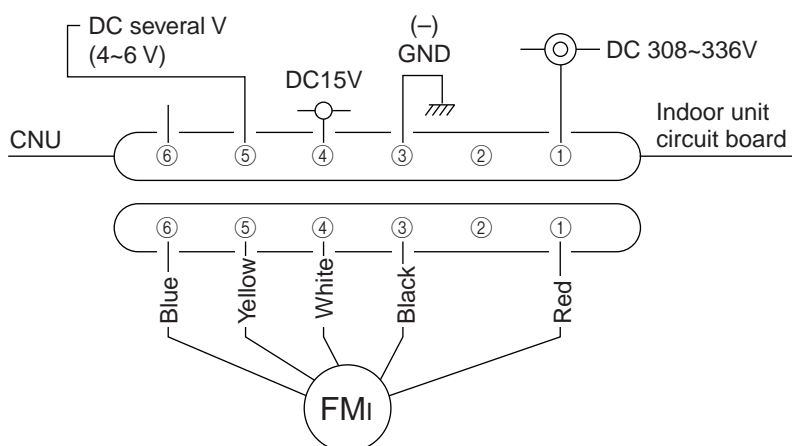 DC several V
(4~6 V)
(–)
GND
DC15V
DC 308~336V
CNU
Indoor unit
circuit board
⑥ ⑤ ④ ③ ② ①
⑥ ⑤ ④ ③ ② ①
Blue
Yellow
White
Black
Red
FMI